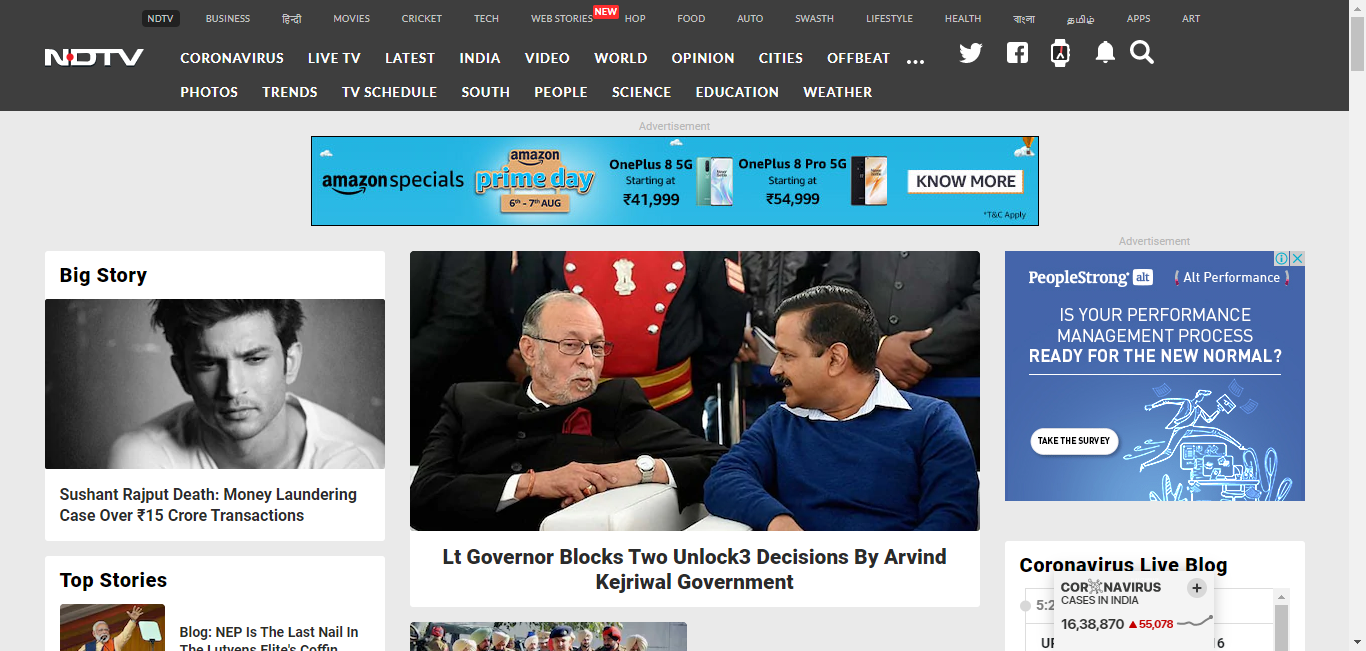 NDTV BUSINESS हिन्दी MOVIES CRICKET TECH WEB STORIES NEW HOP FOOD AUTO SWASTH LIFESTYLE HEALTH বাংলা தமிழ் APPS ART
NDTV
CORONAVIRUS LIVE TV LATEST INDIA VIDEO WORLD OPINION CITIES OFFBEAT ...
PHOTOS TRENDS TV SCHEDULE SOUTH PEOPLE SCIENCE EDUCATION WEATHER
Advertisement
amazon specials
amazon
prime day
6th - 7th AUG
OnePlus 8 5G
Starting at
₹41,999
OnePlus 8 Pro 5G
Starting at
₹54,999
KNOW MORE
*T&C Apply
Big Story
Sushant Rajput Death: Money Laundering
Case Over ₹15 Crore Transactions
Top Stories
Blog: NEP Is The Last Nail In
The Lutyens Elite's Coffin
Lt Governor Blocks Two Unlock3 Decisions By Arvind
Kejriwal Government
Advertisement
PeopleStrong alt Alt Performance
IS YOUR PERFORMANCE
MANAGEMENT PROCESS
READY FOR THE NEW NORMAL?
TAKE THE SURVEY
Coronavirus Live Blog
5:2
CORONAVIRUS +
CASES IN INDIA
16,38,870 ▲55,078
16